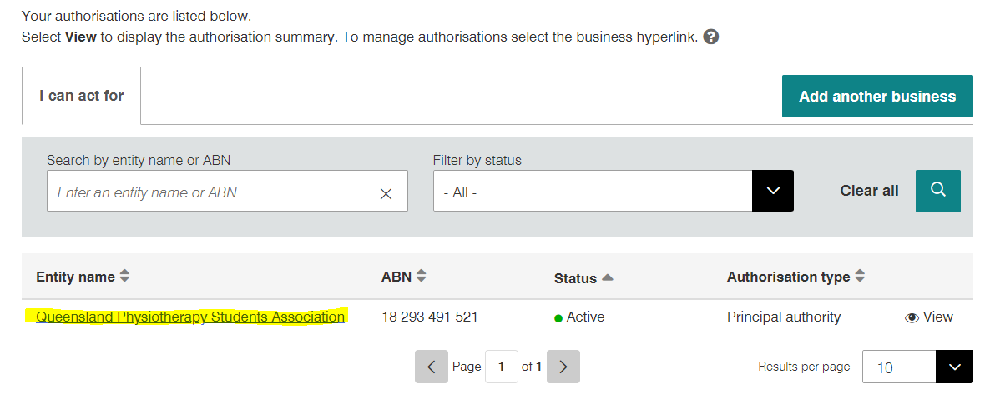 Your authorisations are listed below.
Select View to display the authorisation summary. To manage authorisations select the business hyperlink. ?
I can act for
Add another business
Search by entity name or ABN
Filter by status
Enter an entity name or ABN
- All -
Clear all
Entity name ABN Status Authorisation type
Queensland Physiotherapy Students Association 18 293 491 521 Active Principal authority View
Page 1 of 1 Results per page 10